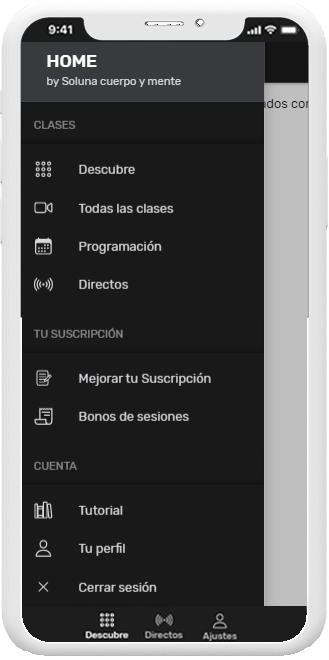 9:41
HOME
by Soluna cuerpo y mente
ados cor
CLASES
Descubre
Todas las clases
Programación
Directos
TU SUSCRIPCIÓN
Mejorar tu Suscripción
Bonos de sesiones
CUENTA
Tutorial
Tu perfil
Cerrar sesión
Descubre Directos Ajustes